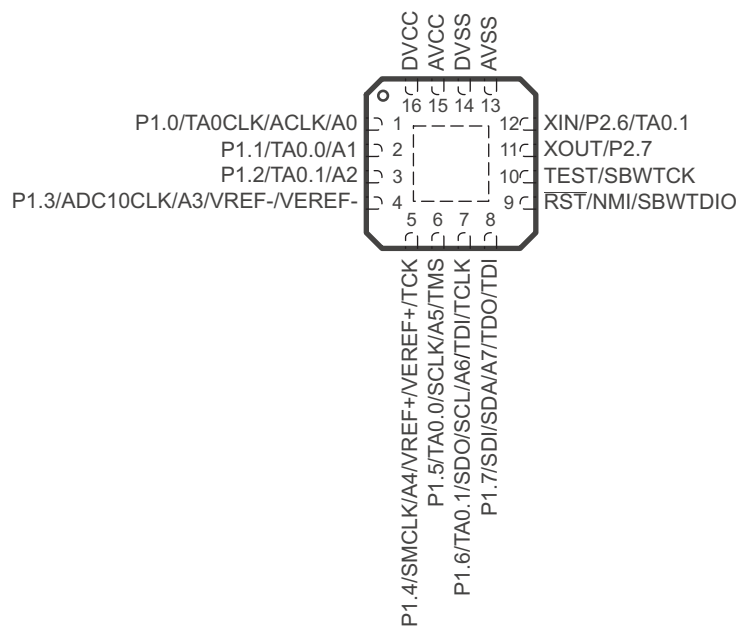 DVCC
AVCC
DVSS
AVSS
16 15 14 13
P1.0/TA0CLK/ACLK/A0 1
P1.1/TA0.0/A1 2
P1.2/TA0.1/A2 3
P1.3/ADC10CLK/A3/VREF-/VEREF- 4
12 XIN/P2.6/TA0.1
11 XOUT/P2.7
10 TEST/SBWTCK
9 RST/NMI/SBWTDIO
5 6 7 8
P1.4/SMCLK/A4/VREF+/VEREF+/TCK
P1.5/TA0.0/SCLK/A5/TMS
P1.6/TA0.1/SDO/SCL/A6/TDI/TCLK
P1.7/SDI/SDA/A7/TDO/TDI